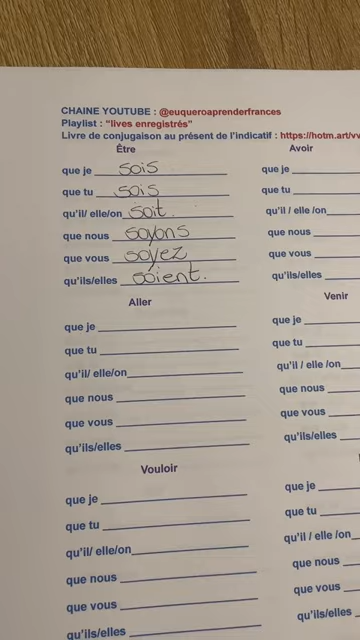 CHAINE YOUTUBE : @euqueroaprenderfrances
Playlist : "lives enregistrés"
Livre de conjugaison au présent de l'indicatif : https://hotm.art/vv
Être
que je sois
que tu sois
qu'il/ elle/on soit.
que nous soyons
que vous soyez
qu'ils/elles soient.
Avoir
que je
que tu
qu'il / elle /on
que nous
que vous
qu'ils/elles
Aller
que je
que tu
qu'il/ elle/on
que nous
que vous
qu'ils/elles
Venir
que je
que tu
qu'il / elle /on
que nous
que vous
qu'ils/elles
Vouloir
que je
que tu
qu'il/ elle/on
que nous
que vous
qu'ils/elles
que je
que tu
qu'il / elle /on
que nous
que vous
qu'ils/elles